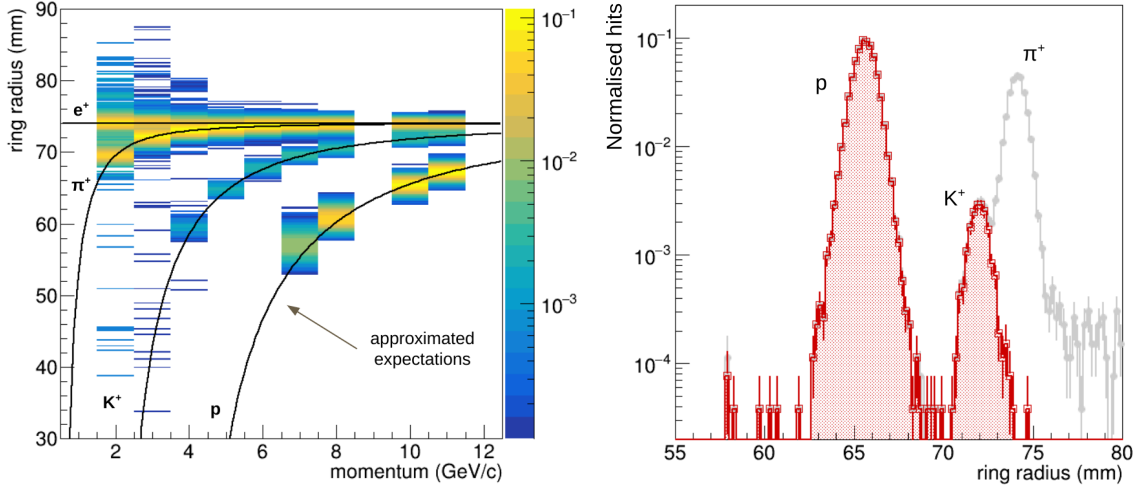 90
80
70
60
50
40
30
ring radius (mm)
e+
π+
K+
p
approximated
expectations
2
4
6
8
10
12
momentum (GeV/c)
10⁻¹
10⁻²
10⁻³
Normalised hits
10⁻¹
10⁻²
10⁻³
10⁻⁴
p
K+
π+
55
60
65
70
75
80
ring radius (mm)